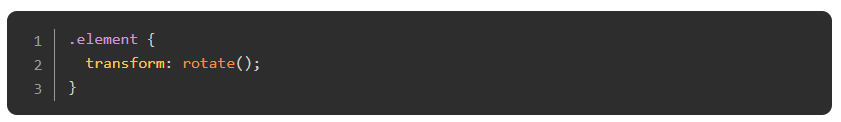 1 .element {
2   transform: rotate();
3 }